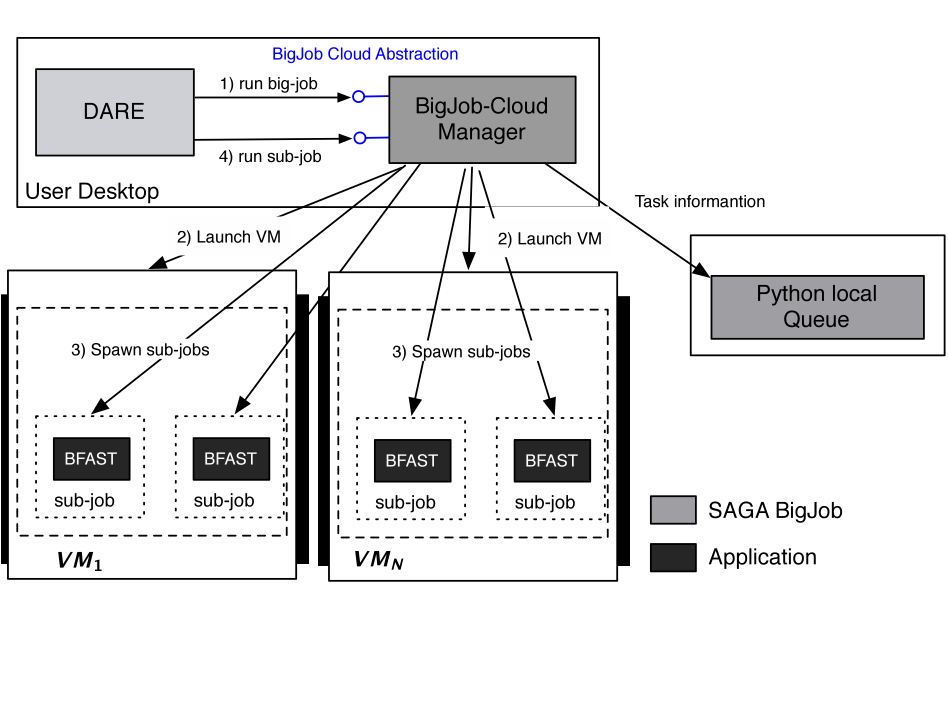 BigJob Cloud Abstraction
1) run big-job
DARE
BigJob-Cloud
Manager
4) run sub-job
User Desktop
Task informantion
2) Launch VM
2) Launch VM
Python local
Queue
3) Spawn sub-jobs
3) Spawn sub-jobs
BFAST
BFAST
BFAST
BFAST
sub-job
sub-job
sub-job
sub-job
SAGA BigJob
VM1
VMN
Application